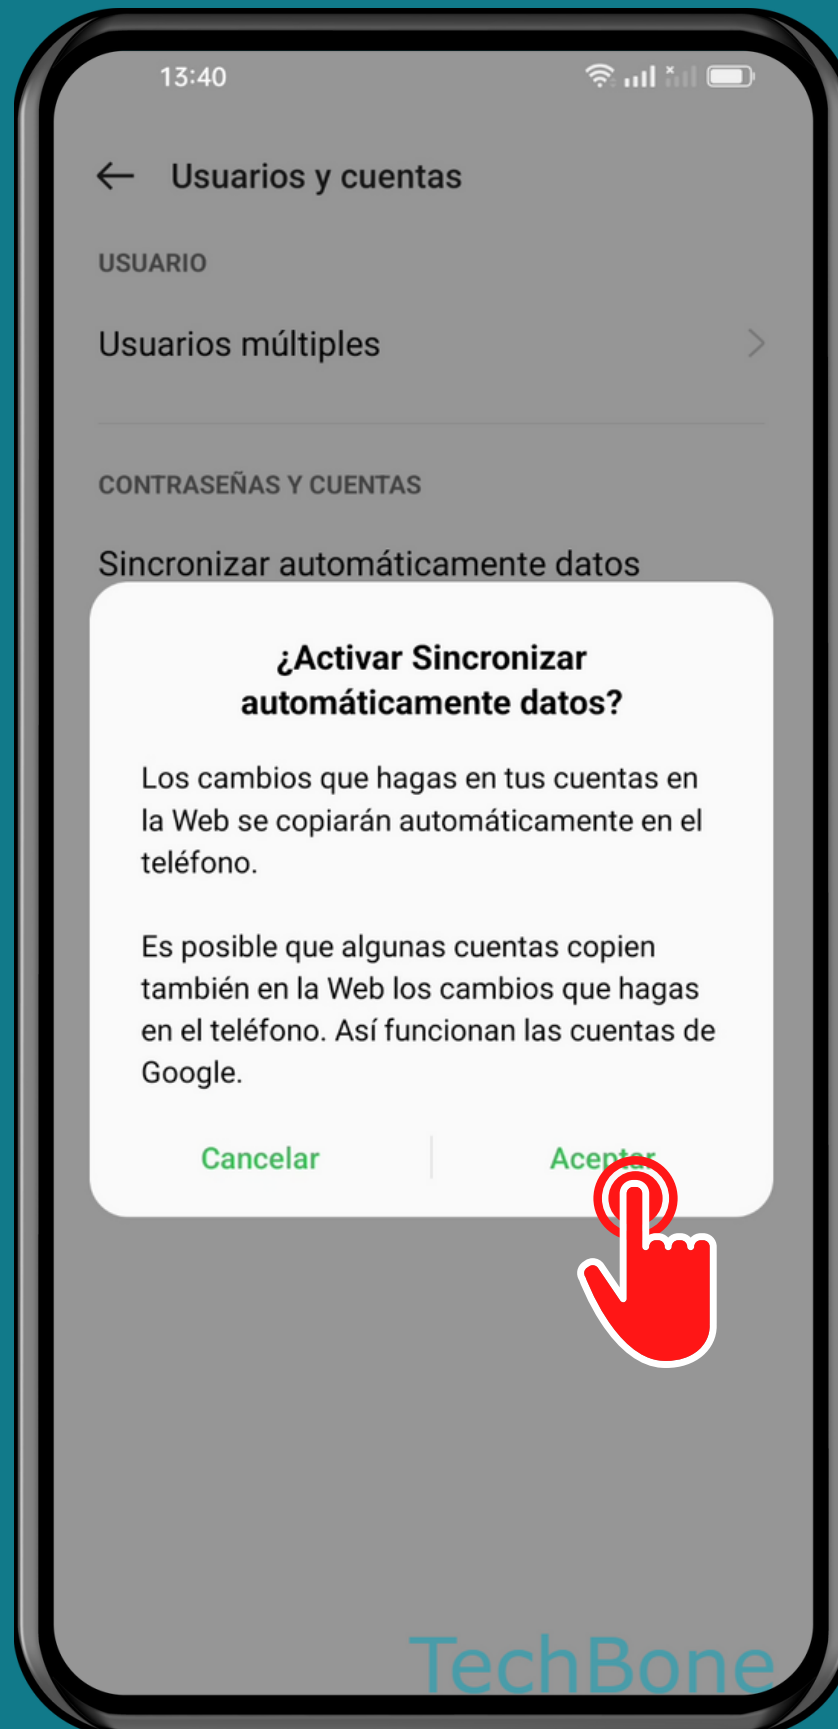 13:40
Usuarios y cuentas
USUARIO
Usuarios múltiples
CONTRASEÑAS Y CUENTAS
Sincronizar automáticamente datos
¿Activar Sincronizar
automáticamente datos?
Los cambios que hagas en tus cuentas en
la Web se copiarán automáticamente en el
teléfono.
Es posible que algunas cuentas copien
también en la Web los cambios que hagas
en el teléfono. Así funcionan las cuentas de
Google.
Cancelar
Aceptar
TechBone